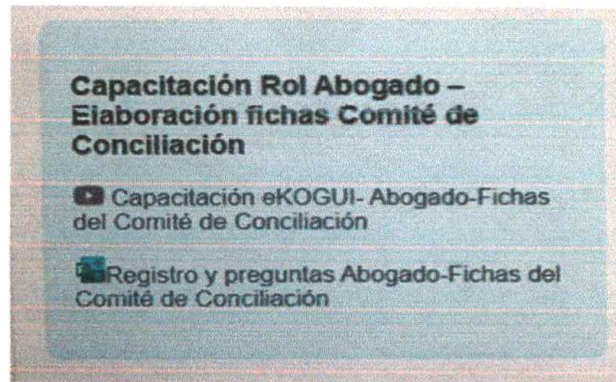 Capacitación Rol Abogado –
Elaboración fichas Comité de
Conciliación
Capacitación eKOGUI- Abogado-Fichas
del Comité de Conciliación
Registro y preguntas Abogado-Fichas del
Comité de Conciliación